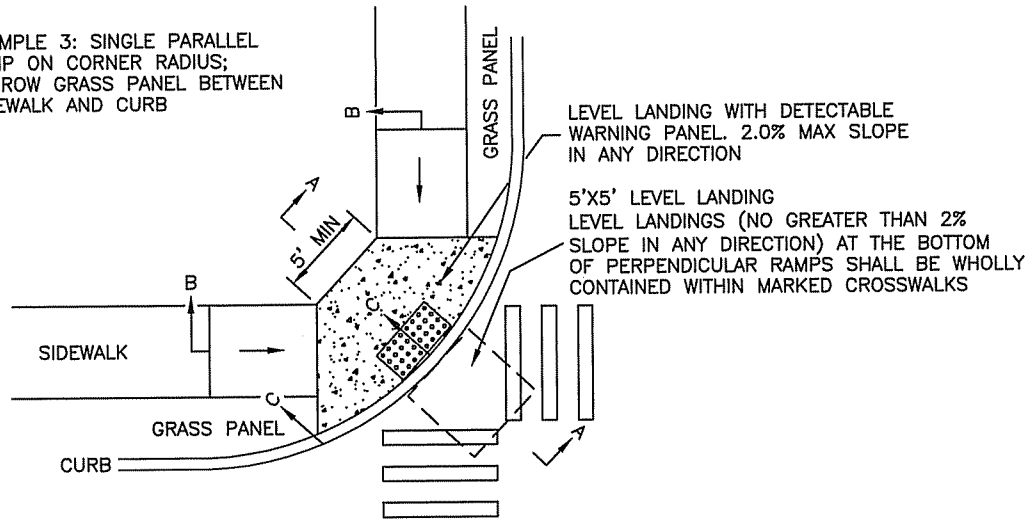 MPLE 3: SINGLE PARALLEL
IP ON CORNER RADIUS;
ROW GRASS PANEL BETWEEN
EWALK AND CURB
GRASS PANEL
B
LEVEL LANDING WITH DETECTABLE
WARNING PANEL. 2.0% MAX SLOPE
IN ANY DIRECTION
A
5' MIN
5'X5' LEVEL LANDING
LEVEL LANDINGS (NO GREATER THAN 2%
SLOPE IN ANY DIRECTION) AT THE BOTTOM
OF PERPENDICULAR RAMPS SHALL BE WHOLLY
CONTAINED WITHIN MARKED CROSSWALKS
B
C
SIDEWALK
C
GRASS PANEL
A
CURB